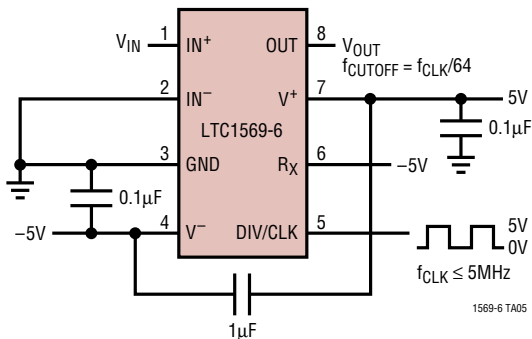 V_IN 1 IN⁺ OUT 8 V_OUT
f_CUTOFF = f_CLK/64
2 IN⁻ V⁺ 7 5V
LTC1569-6
0.1µF
3 GND R_X 6 −5V
0.1µF
−5V 4 V⁻ DIV/CLK 5 5V
0V
f_CLK ≤ 5MHz
1µF
1569-6 TA05